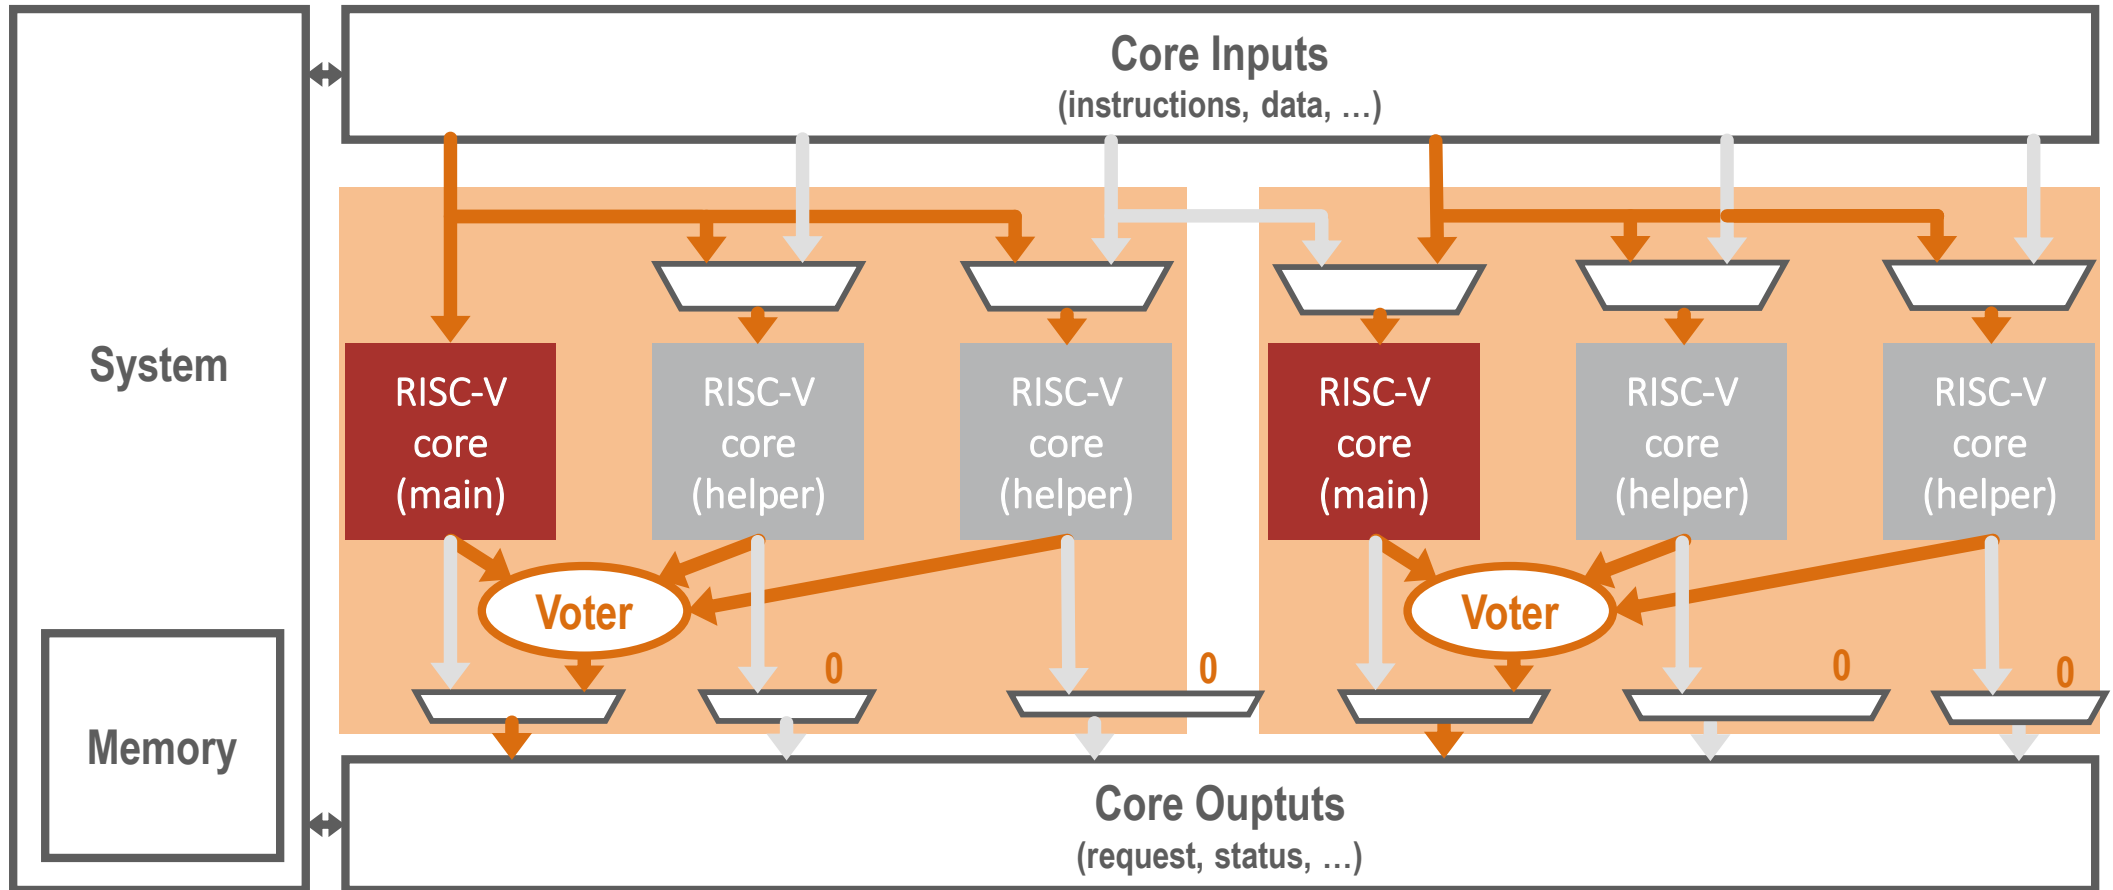 Core Inputs
(instructions, data, ...)
System
RISC-V
core
(main)
RISC-V
core
(helper)
RISC-V
core
(helper)
RISC-V
core
(main)
RISC-V
core
(helper)
RISC-V
core
(helper)
Voter
Voter
0
0
0
0
Memory
Core Ouptuts
(request, status, ...)